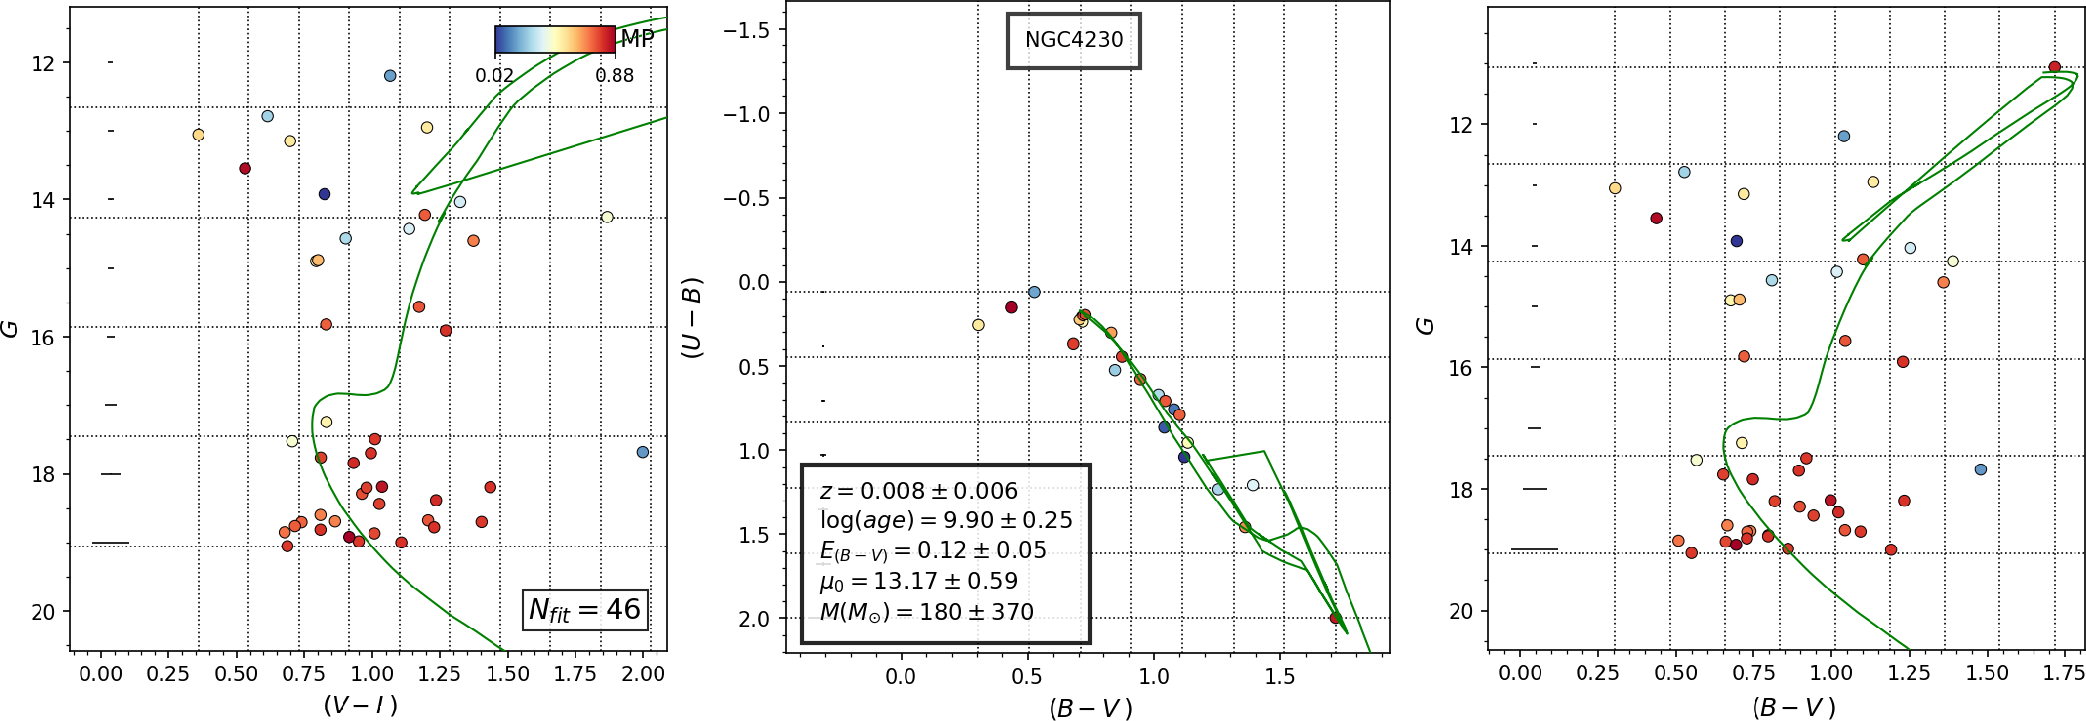 12
14
16
18
20
G
0.00 0.25 0.50 0.75 1.00 1.25 1.50 1.75 2.00
(V − I )
MP
0.02 0.88
N_fit = 46
−1.5
−1.0
−0.5
0.0
0.5
1.0
1.5
2.0
(U − B)
0.0 0.5 1.0 1.5
(B − V )
NGC4230
z = 0.008 ± 0.006
log(age) = 9.90 ± 0.25
E_(B−V) = 0.12 ± 0.05
μ₀ = 13.17 ± 0.59
M(M_⊙) = 180 ± 370
12
14
16
18
20
G
0.00 0.25 0.50 0.75 1.00 1.25 1.50 1.75
(B − V )